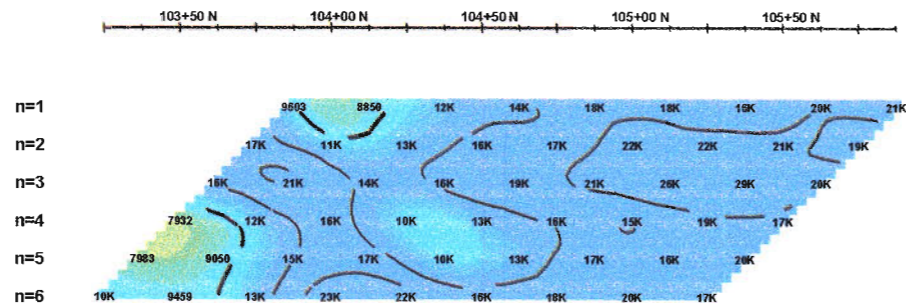 103+50 N 104+00 N 104+50 N 105+00 N 105+50 N
n=1 9603 8850 12K 14K 18K 18K 16K 20K 21K
n=2 17K 11K 13K 16K 17K 22K 22K 21K 19K
n=3 16K 21K 14K 16K 19K 21K 26K 29K 20K
n=4 7932 12K 16K 10K 13K 16K 15K 19K 17K
n=5 7983 9050 15K 17K 10K 13K 17K 16K 20K
n=6 10K 9459 13K 23K 22K 16K 18K 20K 17K